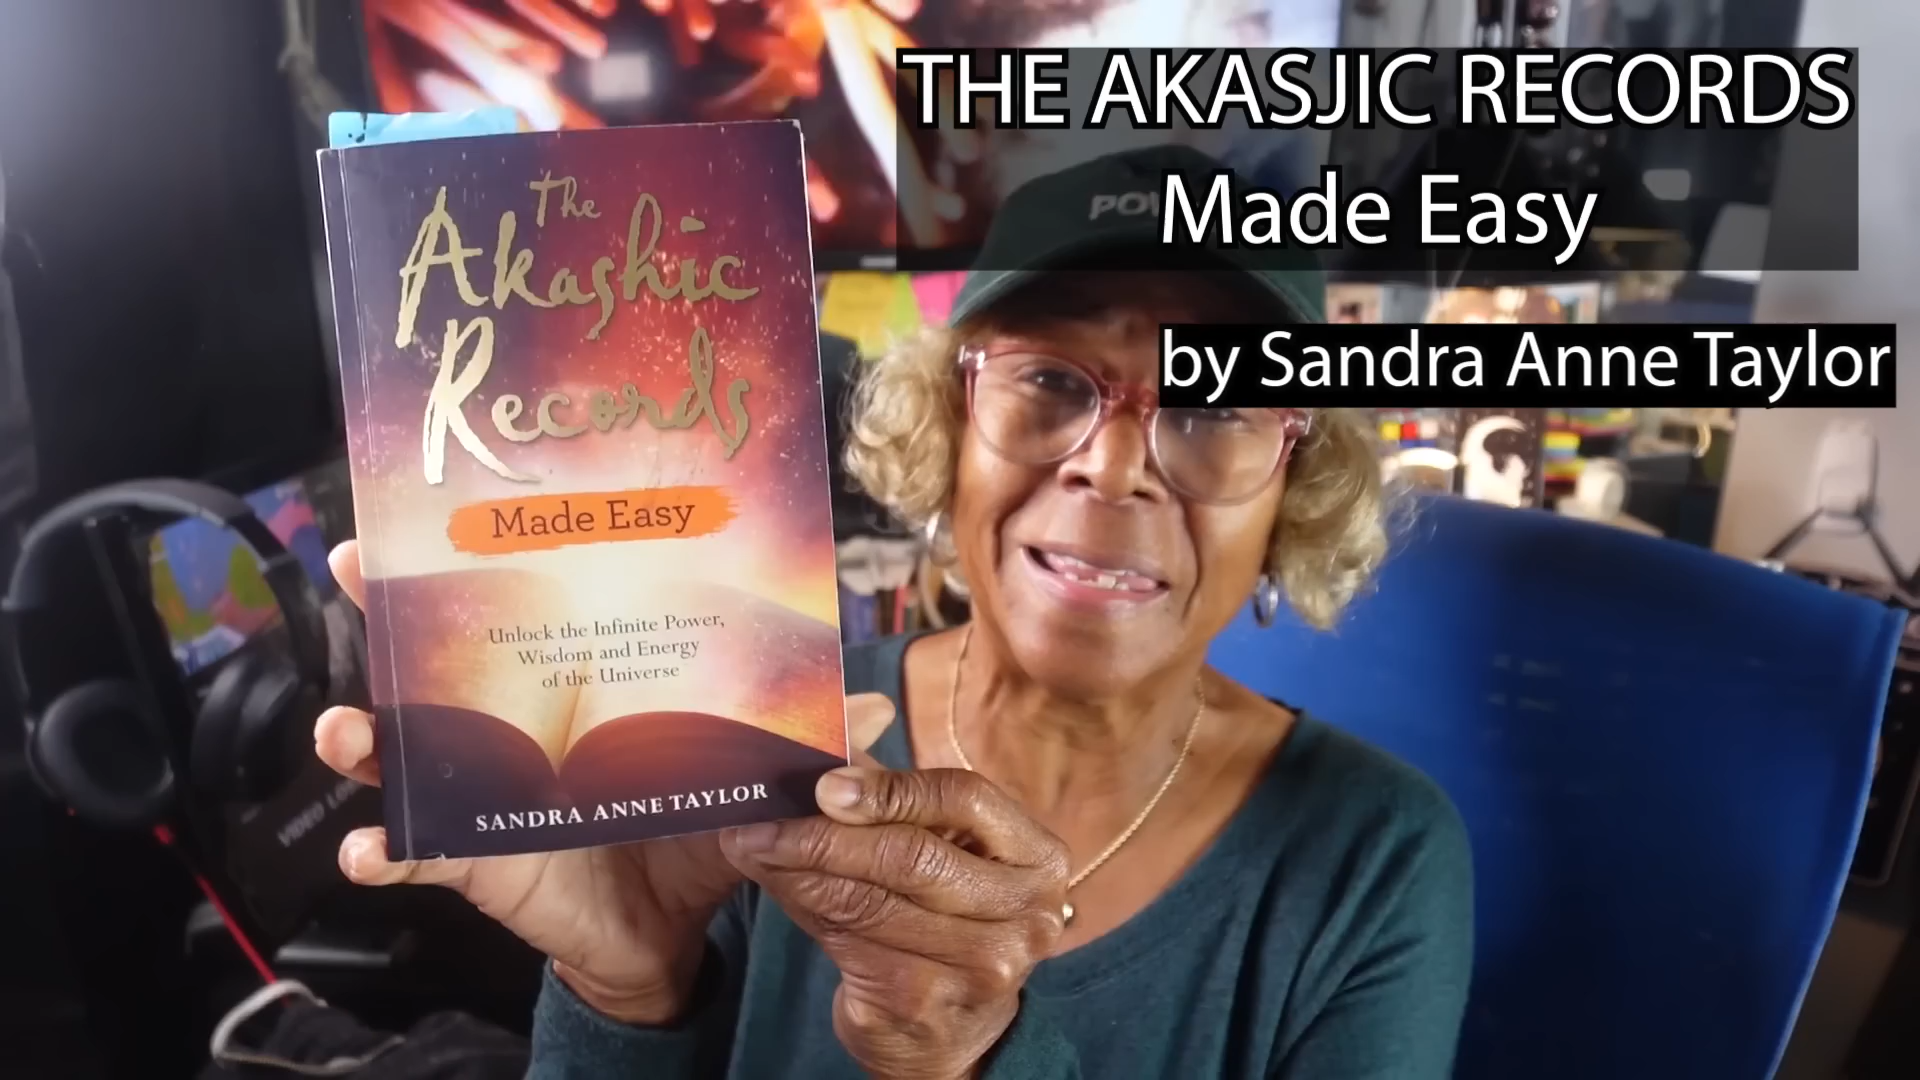 THE AKASJIC RECORDS
Made Easy
by Sandra Anne Taylor
The
Akashic
Records
Made Easy
Unlock the Infinite Power,
Wisdom and Energy
of the Universe
SANDRA ANNE TAYLOR
VIDEO